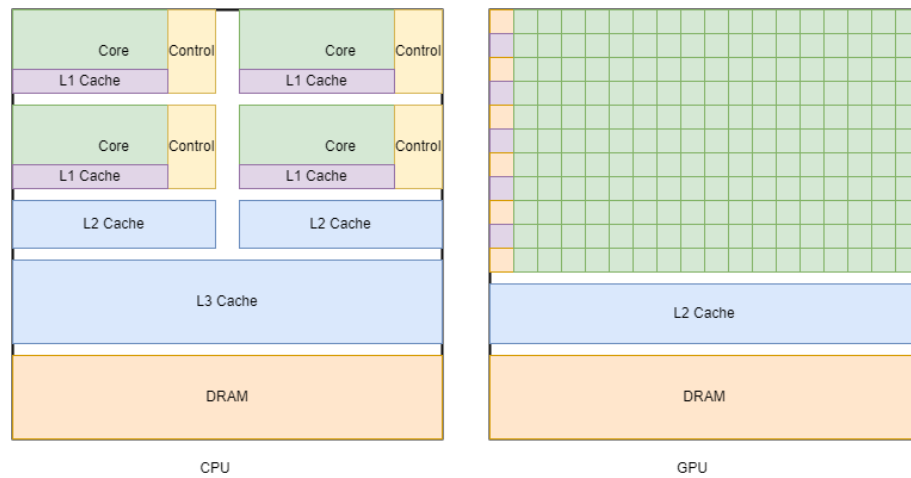 Core Control Core Control
L1 Cache L1 Cache
Core Control Core Control
L1 Cache L1 Cache
L2 Cache L2 Cache
L3 Cache
DRAM
CPU
L2 Cache
DRAM
GPU